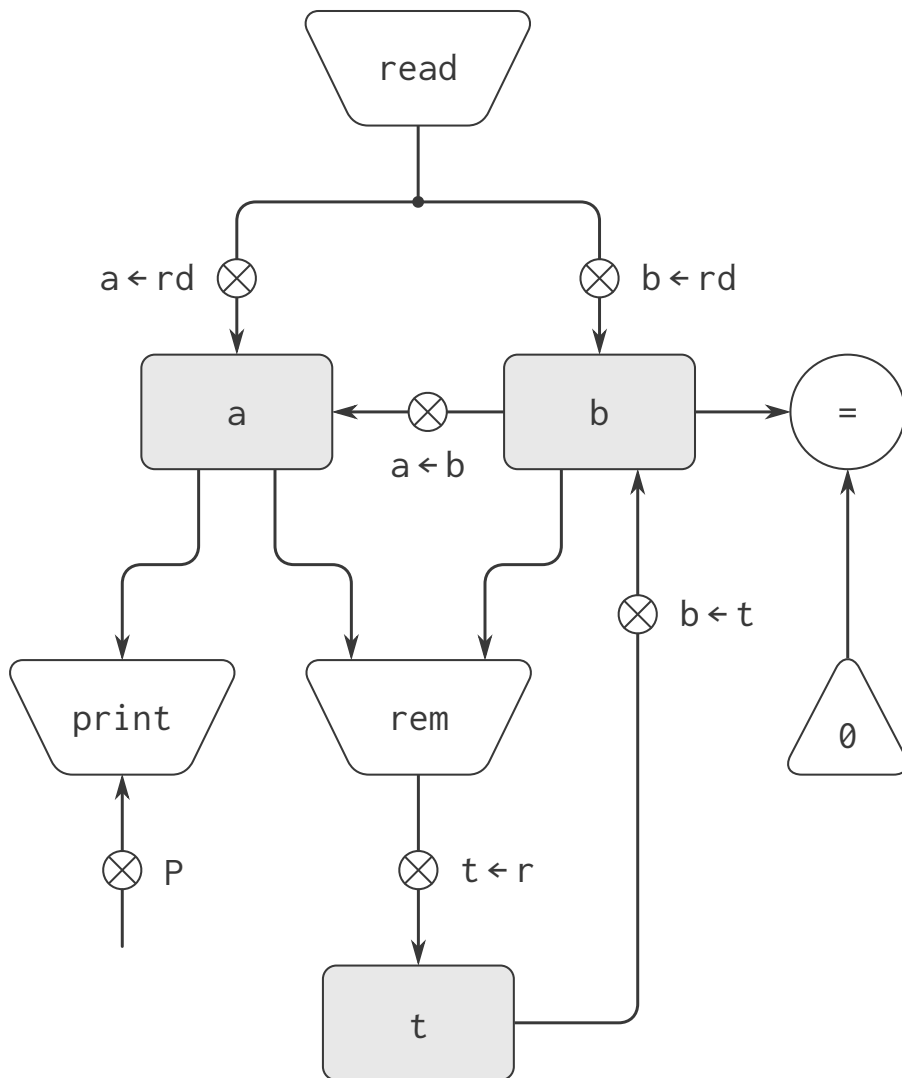 read
a ← rd
b ← rd
a
b
=
a ← b
b ← t
print
rem
0
P
t ← r
t